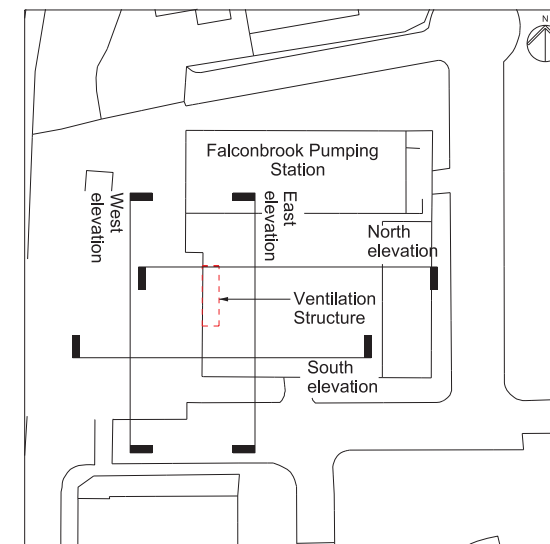 N
Falconbrook Pumping
Station
West
elevation
East
elevation
North
elevation
Ventilation
Structure
South
elevation